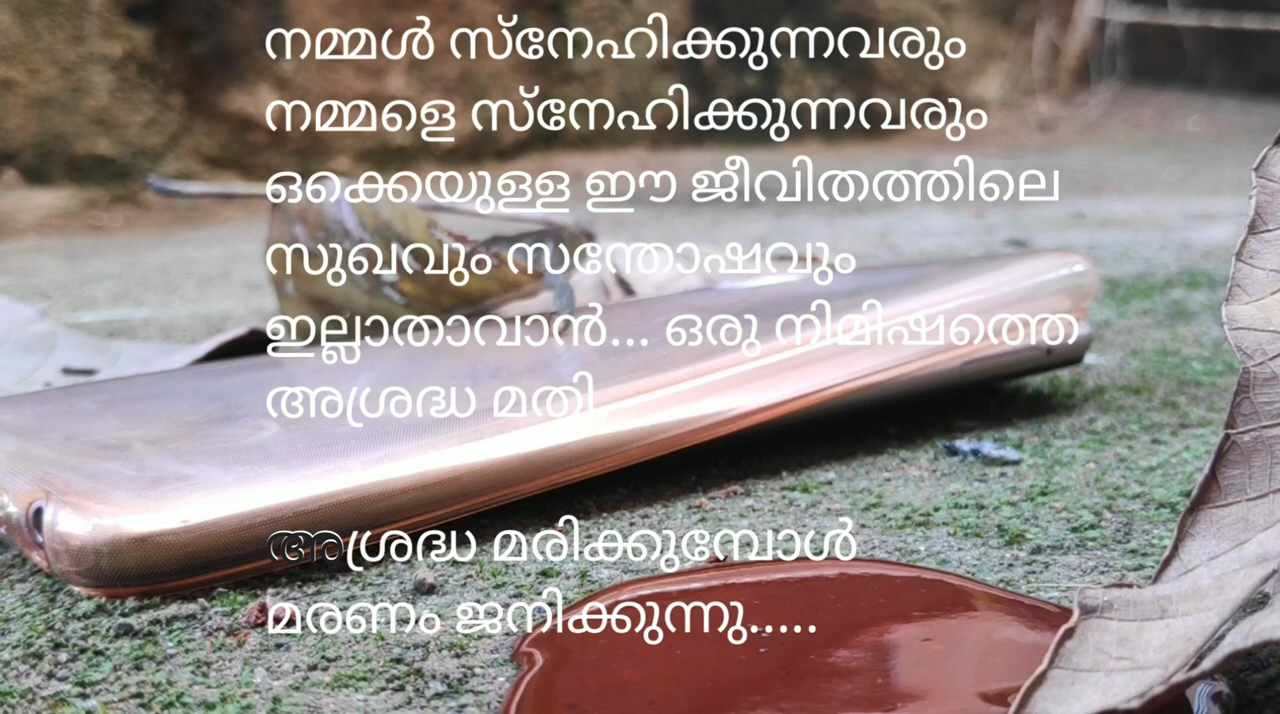 നമ്മൾ സ്നേഹിക്കുന്നവരും
നമ്മളെ സ്നേഹിക്കുന്നവരും
ഒക്കെയുള്ള ഈ ജീവിതത്തിലെ
സുഖവും സന്തോഷവും
ഇല്ലാതാവാൻ... ഒരു നിമിഷത്തെ
അശ്രദ്ധ മതി.
അശ്രദ്ധ മരിക്കുമ്പോൾ
മരണം ജനിക്കുന്നു.....